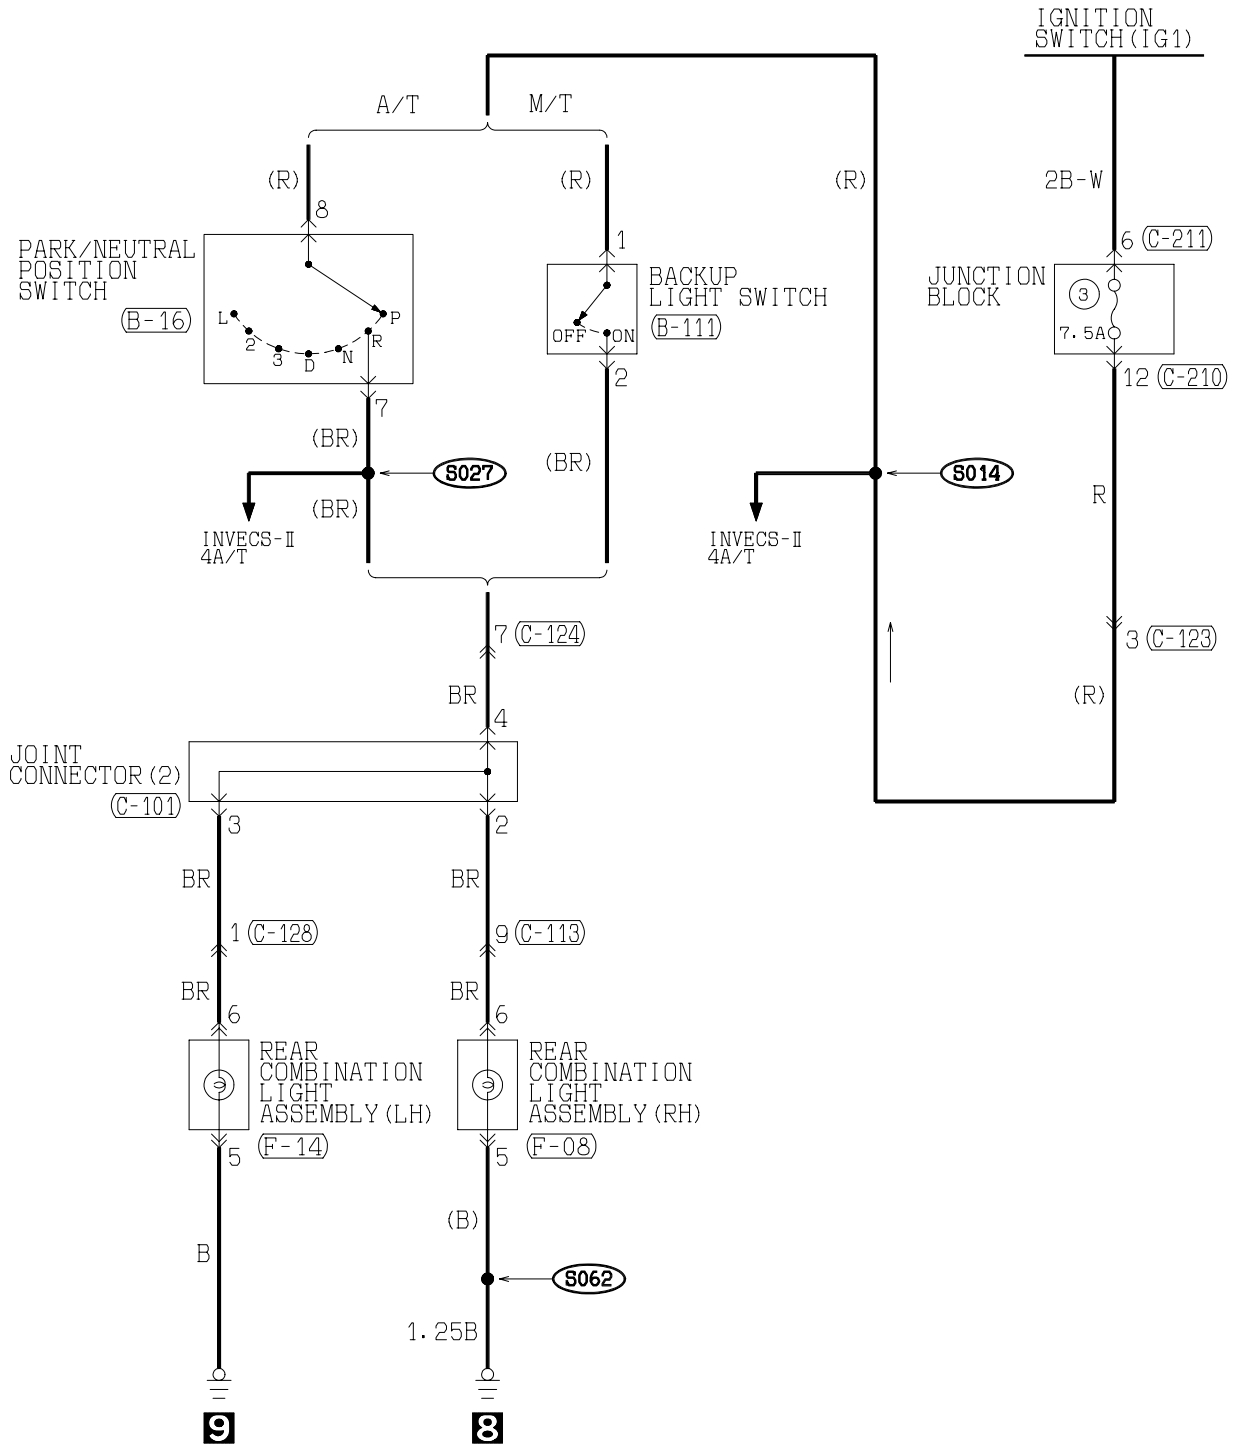 IGNITION
SWITCH(IG1)
A/T
M/T
(R)
(R)
(R)
2B-W
8
1
6 (C-211)
PARK/NEUTRAL
POSITION
SWITCH
(B-16)
L
2
3
D
N
R
P
BACKUP
LIGHT SWITCH
(B-111)
OFF
ON
JUNCTION
BLOCK
3
7.5A
2
12 (C-210)
7
(BR)
(BR)
S027
S014
(BR)
R
INVECS-Ⅱ
4A/T
INVECS-Ⅱ
4A/T
7 (C-124)
3 (C-123)
BR
(R)
4
JOINT
CONNECTOR(2)
(C-101)
3
2
BR
BR
1 (C-128)
9 (C-113)
BR
BR
6
6
REAR
COMBINATION
LIGHT
ASSEMBLY(LH)
(F-14)
REAR
COMBINATION
LIGHT
ASSEMBLY(RH)
(F-08)
5
5
(B)
B
S062
1.25B
9
8